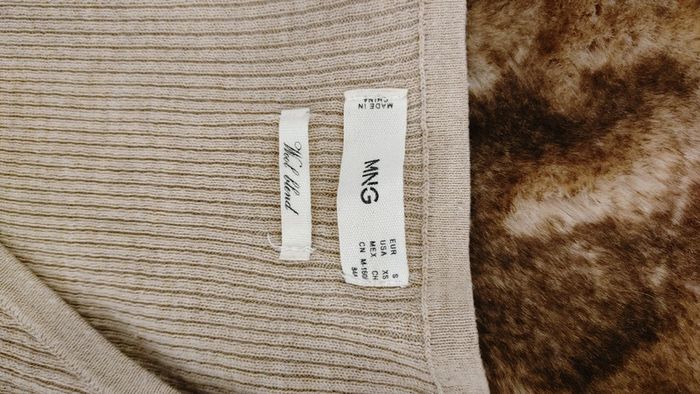 MADE IN
CHINA
MNG
EUR S
USA XS
MEX CH
CN M-160/
84A
Wool blend